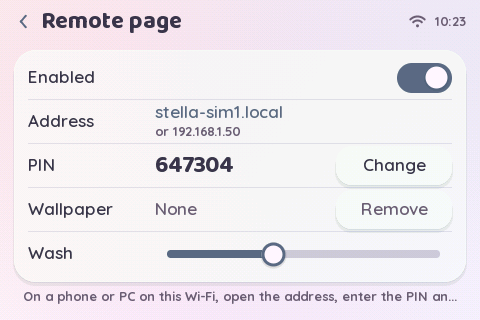 Remote page
10:23
Enabled
Address
stella-sim1.local
or 192.168.1.50
PIN
647304
Change
Wallpaper
None
Remove
Wash
On a phone or PC on this Wi-Fi, open the address, enter the PIN an...